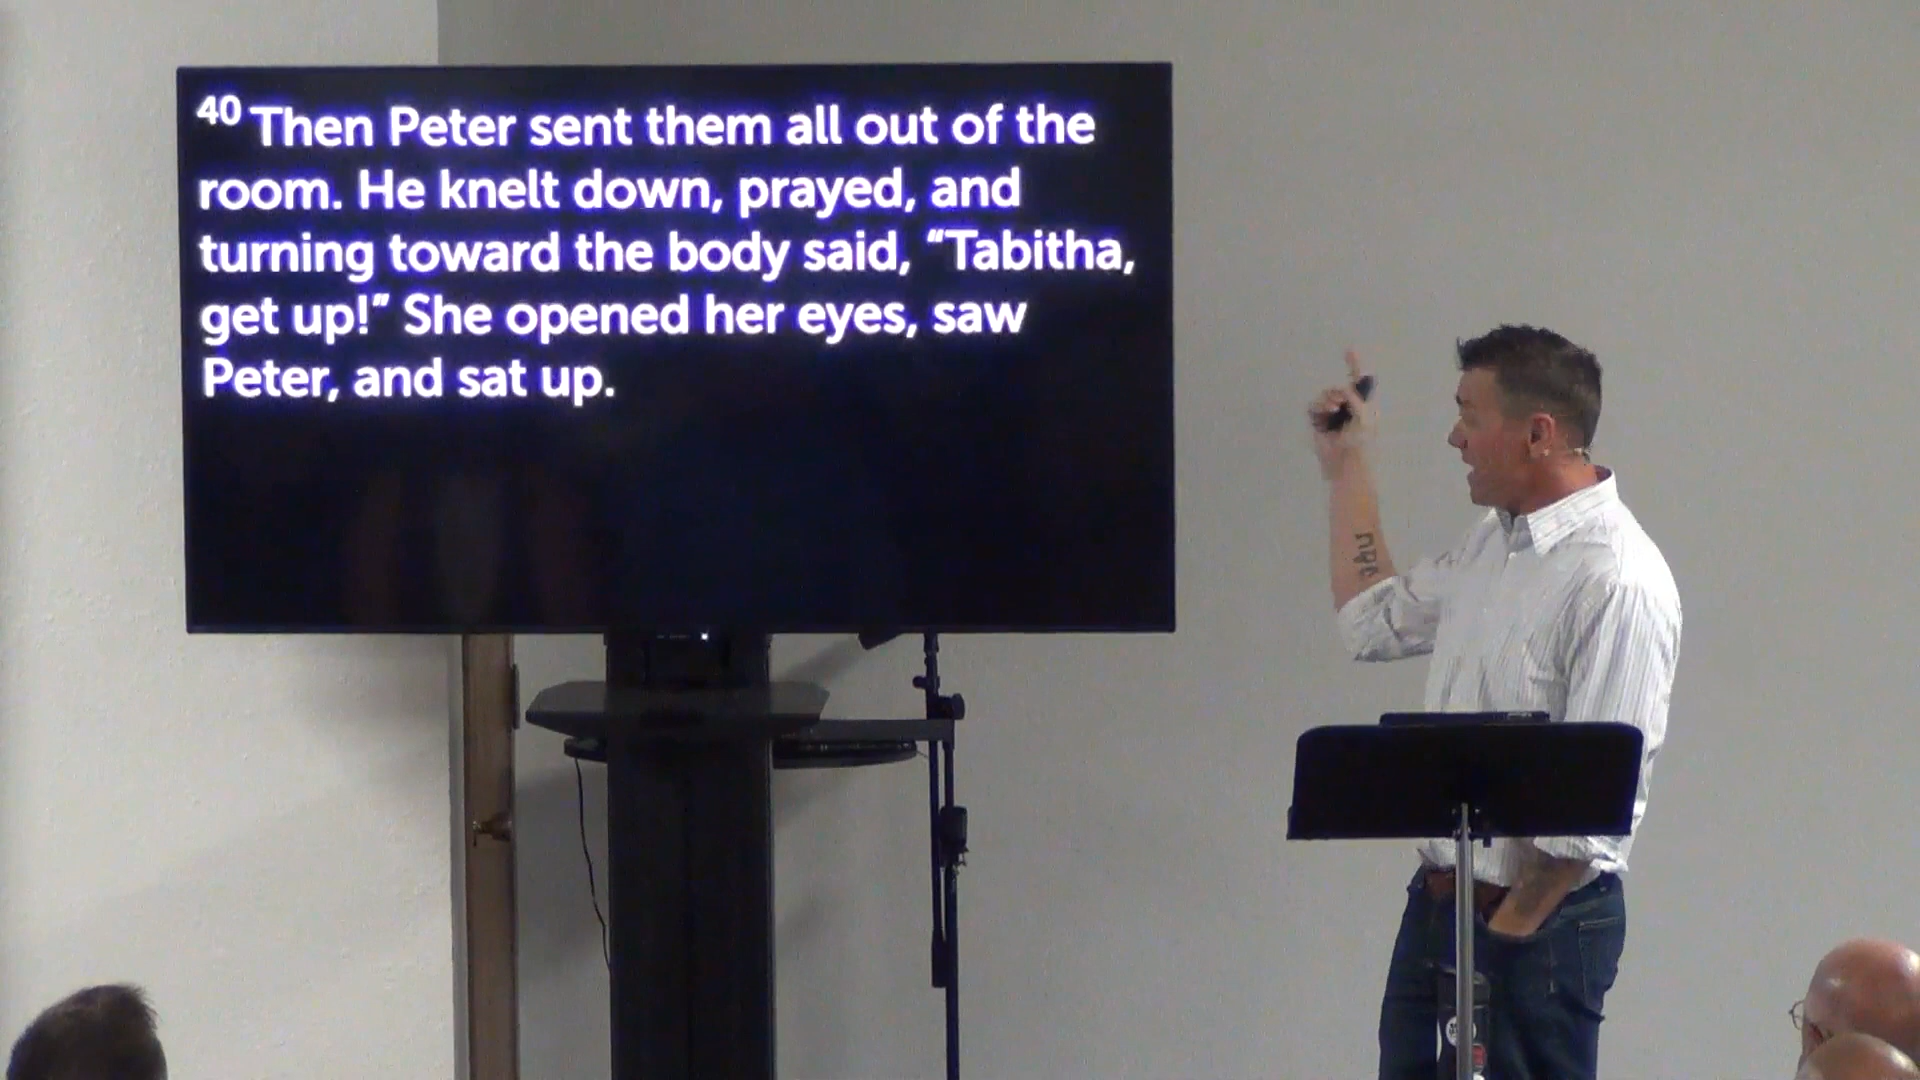 40 Then Peter sent them all out of the
room. He knelt down, prayed, and
turning toward the body said, “Tabitha,
get up!” She opened her eyes, saw
Peter, and sat up.